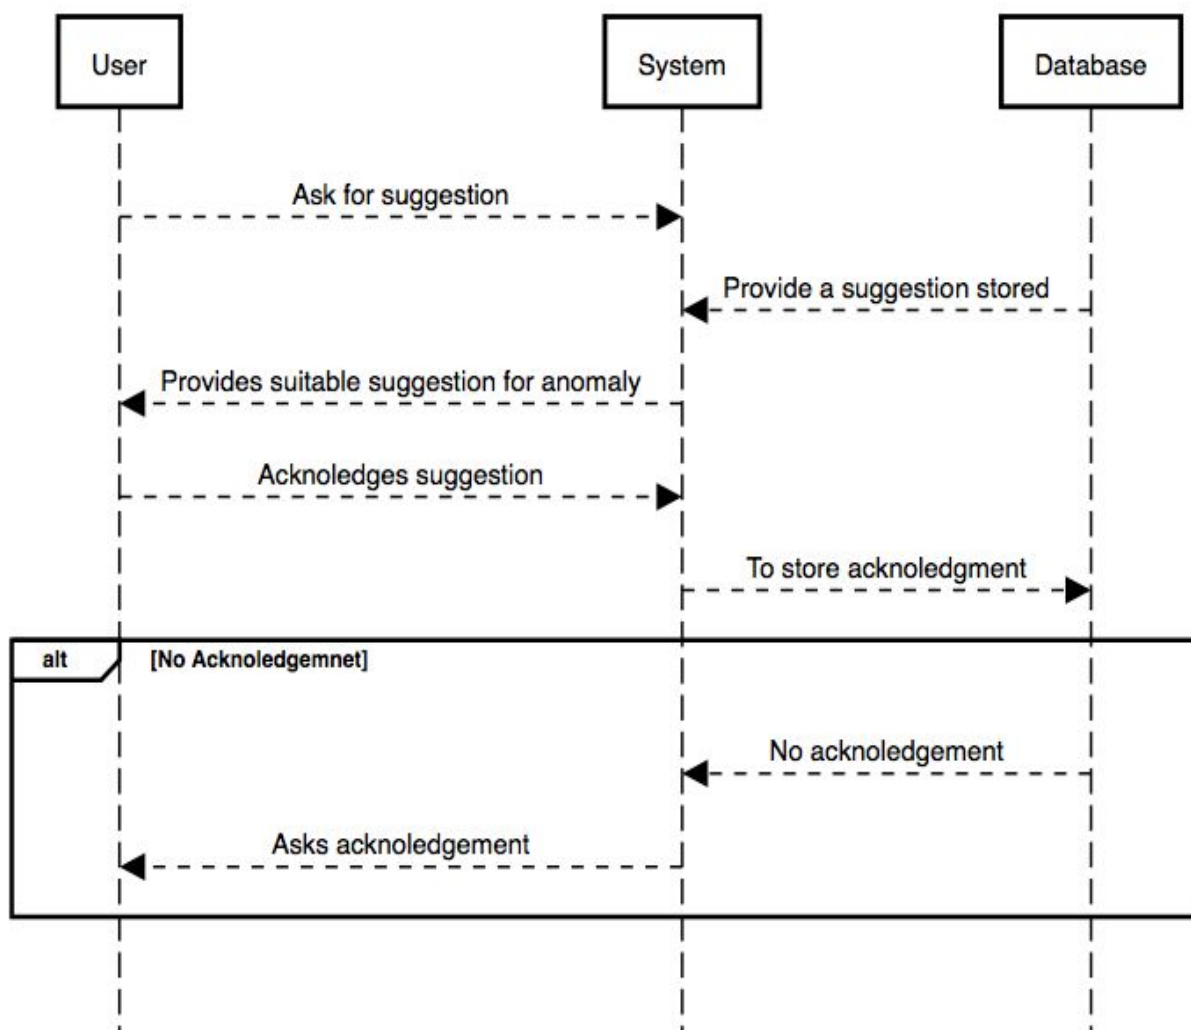 User
System
Database
Ask for suggestion
Provide a suggestion stored
Provides suitable suggestion for anomaly
Acknoledges suggestion
To store acknoledgment
alt
[No Acknoledgemnet]
No acknoledgement
Asks acknoledgement